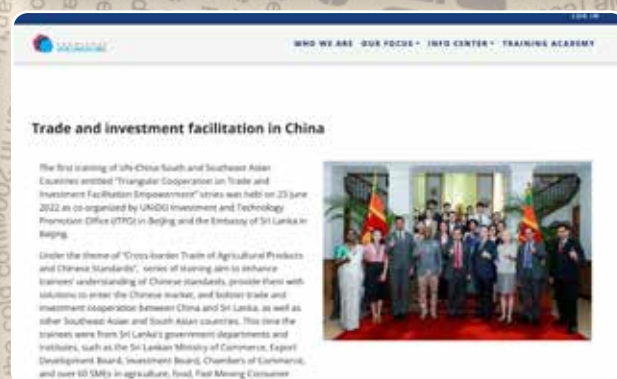 LOG IN
WHO WE ARE OUR FOCUS INFO CENTER TRAINING ACADEMY
Trade and investment facilitation in China
The first training of UN-China-South and Southeast Asian
Countries entitled "Triangular Cooperation on Trade and
Investment Facilitation Empowerment" series was held on 23 June
2022 as co-organized by UNIDO Investment and Technology
Promotion Office (ITPO) in Beijing and the Embassy of Sri Lanka in
Beijing.
Under the theme of "Cross-border Trade of Agricultural Products
and Chinese Standards", series of training aim to enhance
trainees' understanding of Chinese standards, provide them with
solutions to enter the Chinese market, and bolster trade and
investment cooperation between China and Sri Lanka, as well as
other Southeast Asian and South Asian countries. This time the
trainees were from Sri Lanka's government departments and
institutes, such as the Sri Lankan Ministry of Commerce, Export
Development Board, Investment Board, Chambers of Commerce,
and over 60 SMEs in agriculture, food, Fast Moving Consumer